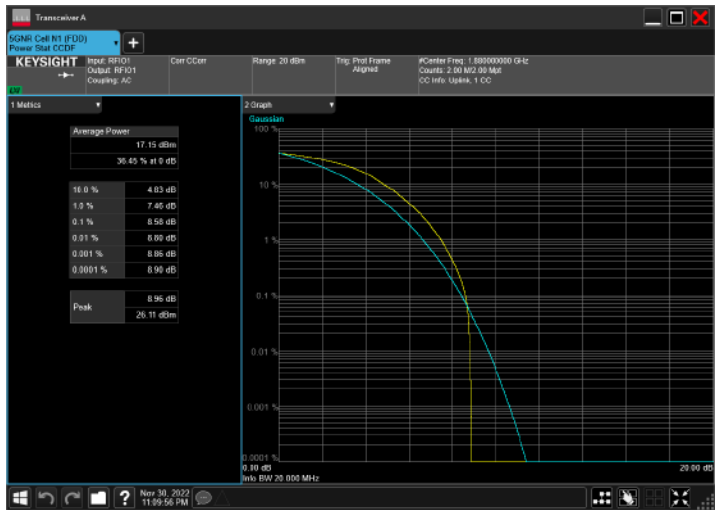 Transceiver A
5GNR Cell N1 (FDD)
Power Stat CCDF
KEYSIGHT
Input: RFIO1
Output: RFIO1
Coupling: AC
Corr CCorr
Range: 20 dBm
Trig: Prot Frame
Aligned
#Center Freq: 1.880000000 GHz
Counts: 2.00 M/2.00 Mpt
CC Info: Uplink, 1 CC
1 Metrics
Average Power
17.15 dBm
36.45 % at 0 dB
10.0 % 4.83 dB
1.0 % 7.46 dB
0.1 % 8.58 dB
0.01 % 8.80 dB
0.001 % 8.86 dB
0.0001 % 8.90 dB
Peak
8.96 dB
26.11 dBm
2 Graph
Gaussian
100 %
10 %
1 %
0.1 %
0.01 %
0.001 %
0.0001 %
0.00 dB
20.00 dB
Info BW 20.000 MHz
?
Nov 30, 2022
11:09:56 PM